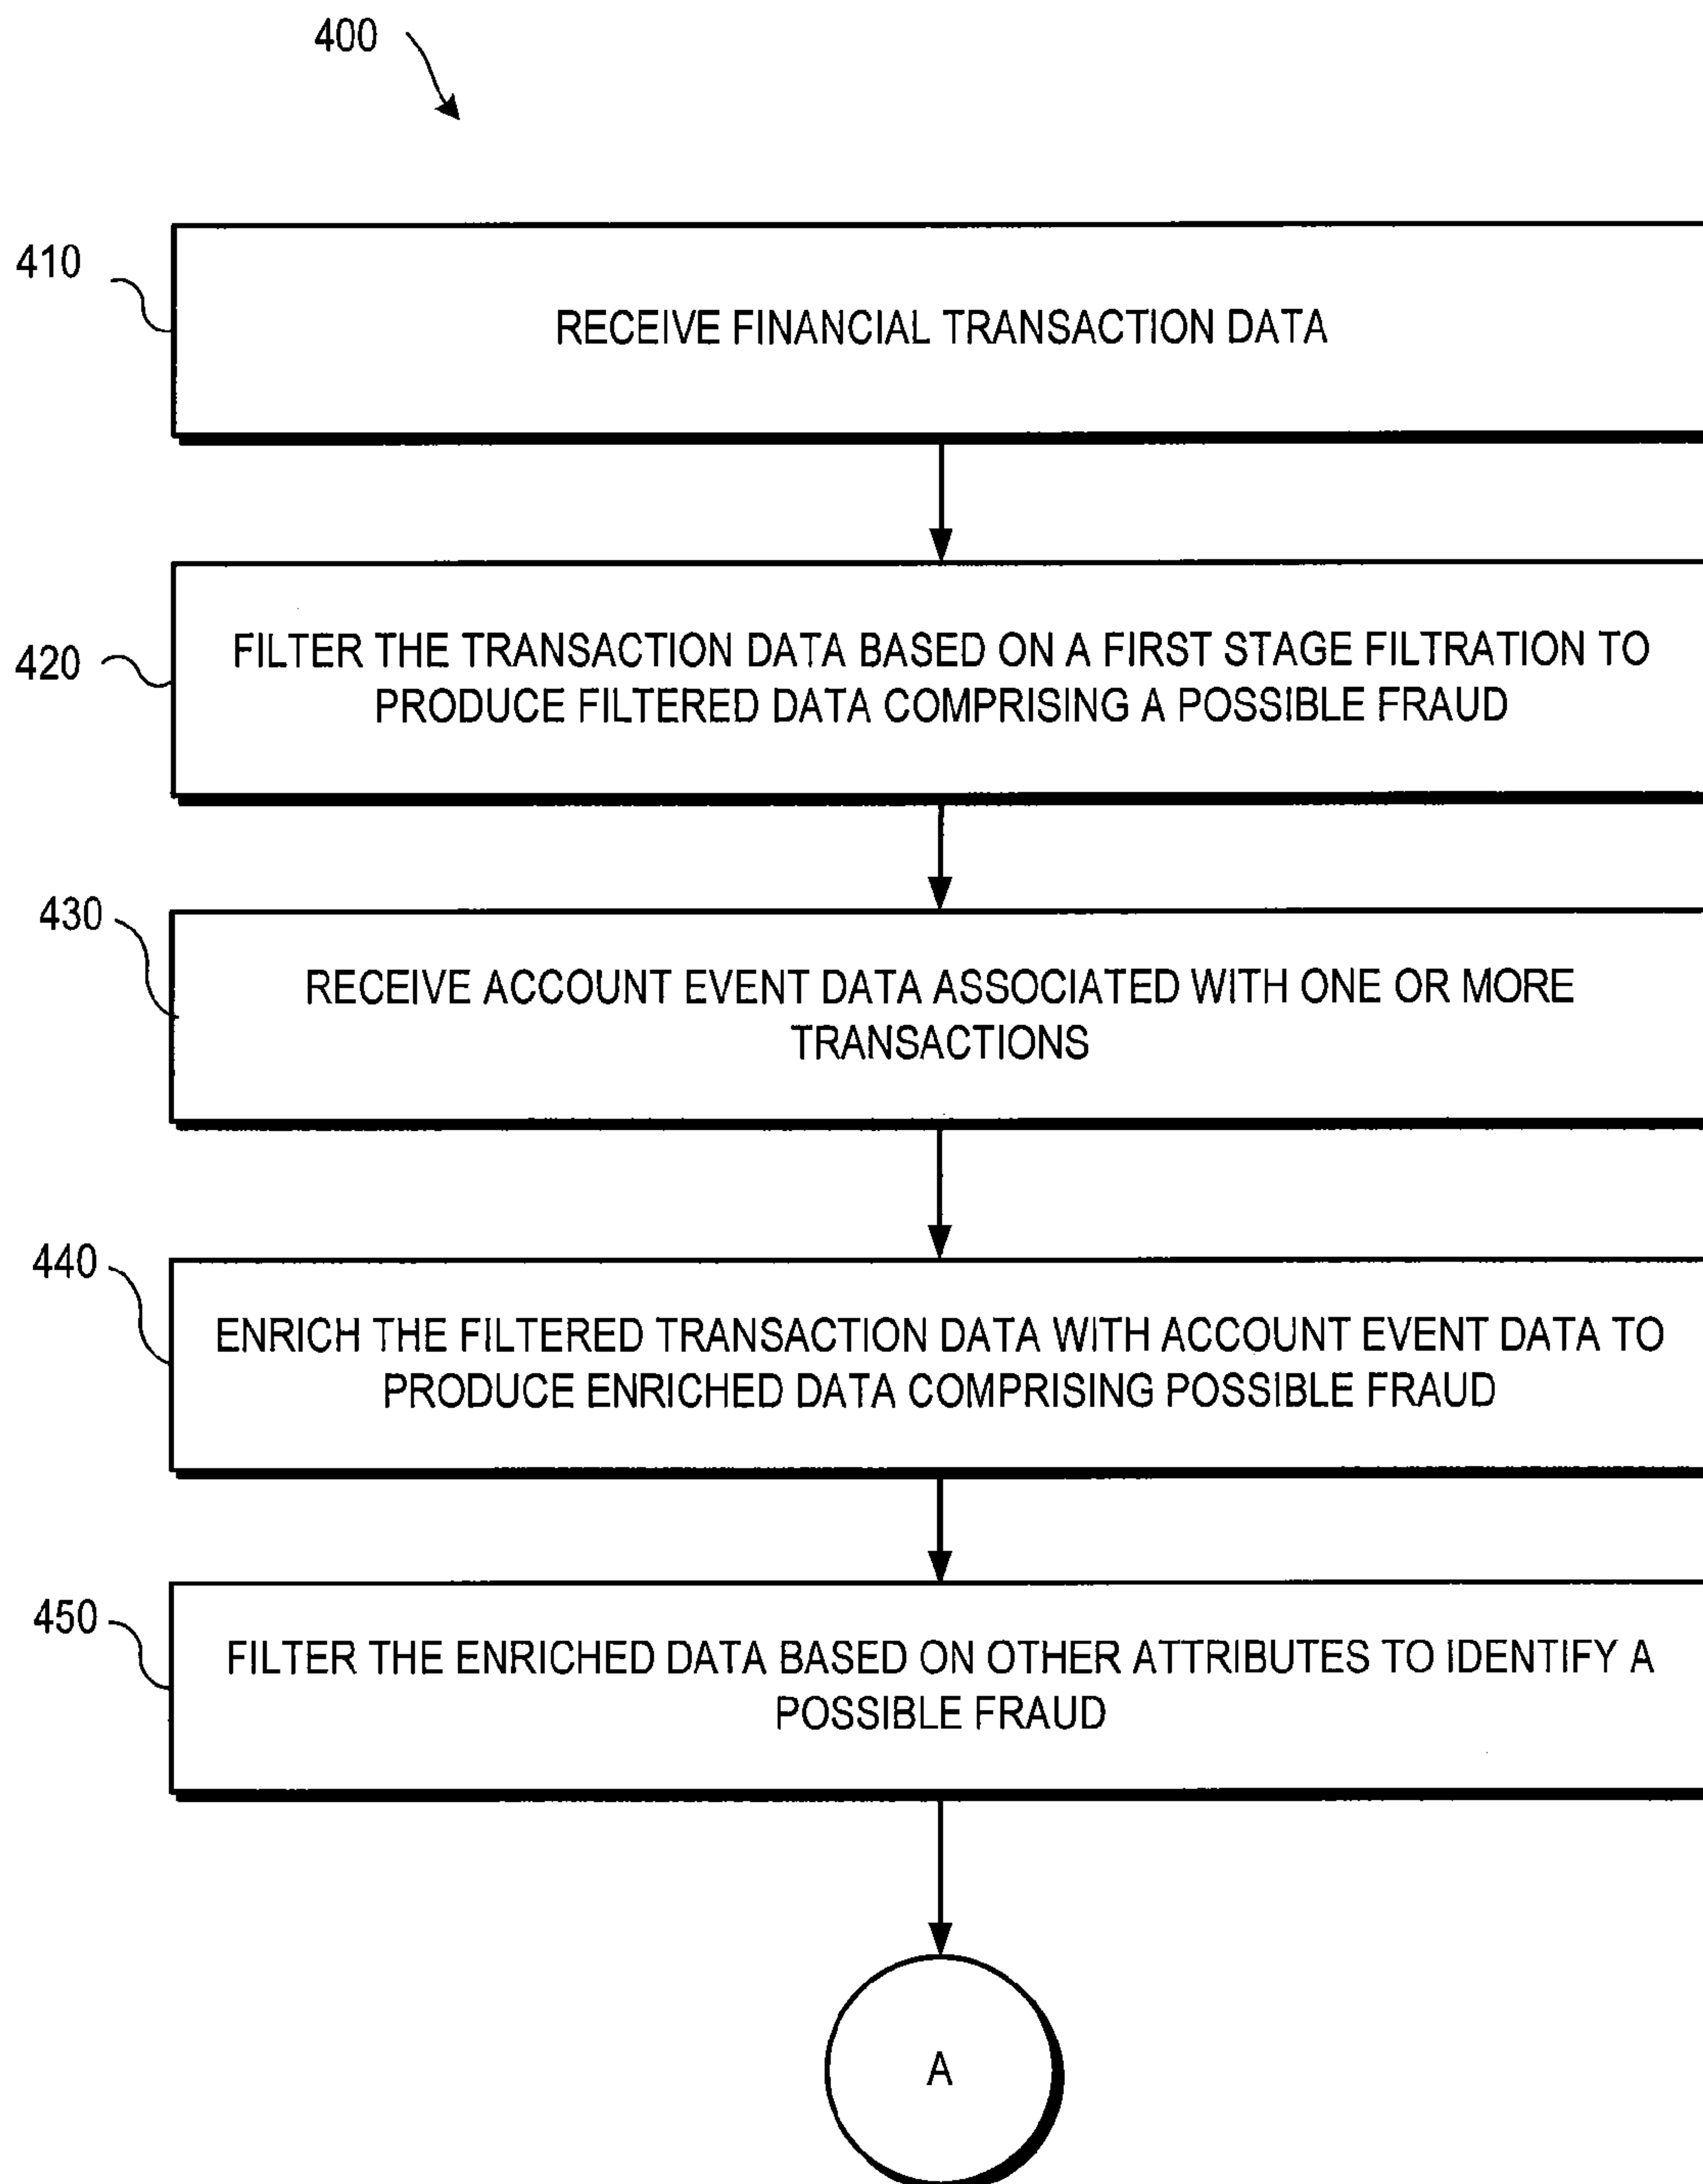 400
410
RECEIVE FINANCIAL TRANSACTION DATA
420
FILTER THE TRANSACTION DATA BASED ON A FIRST STAGE FILTRATION TO
PRODUCE FILTERED DATA COMPRISING A POSSIBLE FRAUD
430
RECEIVE ACCOUNT EVENT DATA ASSOCIATED WITH ONE OR MORE
TRANSACTIONS
440
ENRICH THE FILTERED TRANSACTION DATA WITH ACCOUNT EVENT DATA TO
PRODUCE ENRICHED DATA COMPRISING POSSIBLE FRAUD
450
FILTER THE ENRICHED DATA BASED ON OTHER ATTRIBUTES TO IDENTIFY A
POSSIBLE FRAUD
A